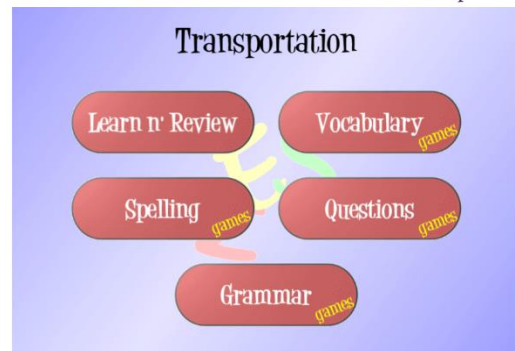 Transportation
Learn n' Review
Vocabulary
games
Spelling
games
Questions
games
Grammar
games